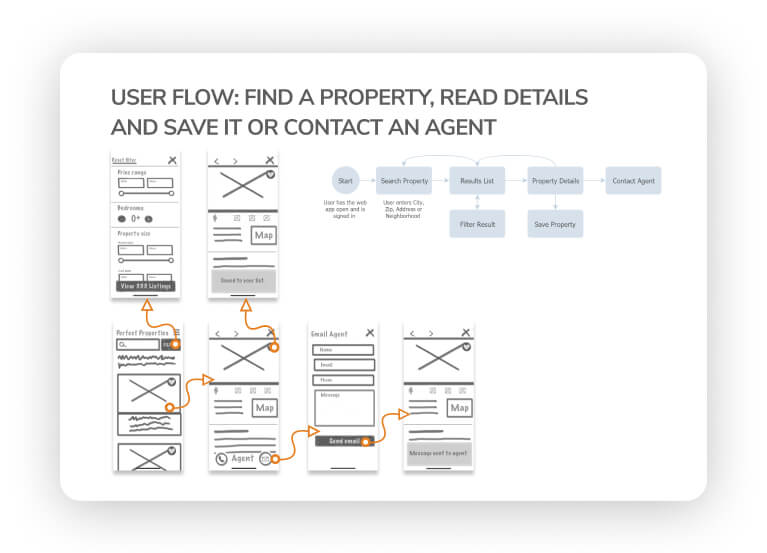 USER FLOW: FIND A PROPERTY, READ DETAILS
AND SAVE IT OR CONTACT AN AGENT
Start
Search Property
Results List
Property Details
Contact Agent
User has the web
app open and is
signed in
User enters City,
Zip, Address or
Neighborhood
Filter Result
Save Property
Reset filter
Price range
Bedrooms
0+
Property size
View ### Listings
Map
Saved to your list
Perfect Properties
Map
Agent
Email Agent
Name
Email
Phone
Message
Send email
Map
Message sent to agent